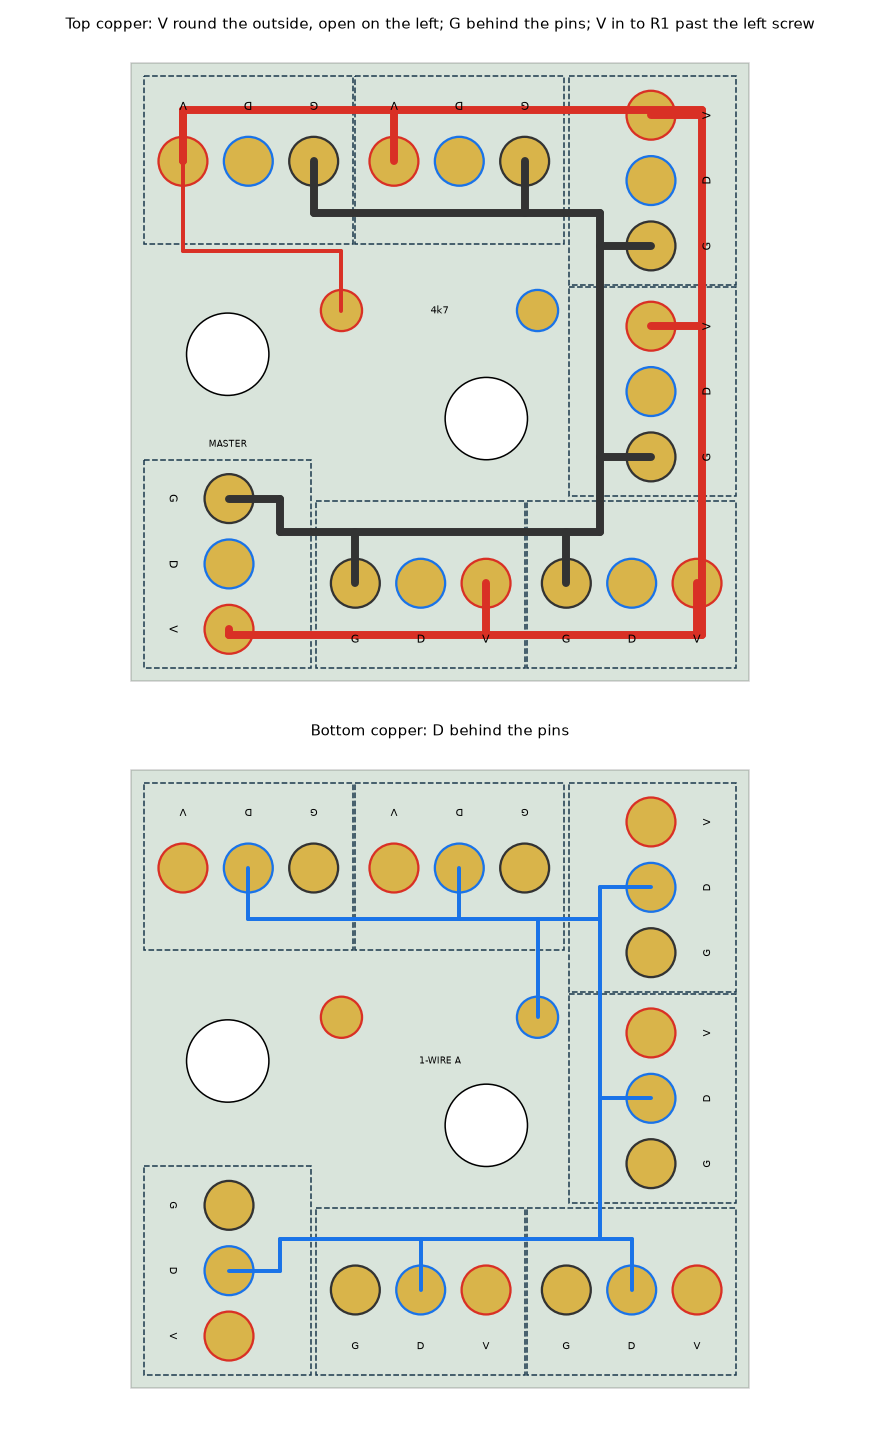 Top copper: V round the outside, open on the left; G behind the pins; V in to R1 past the left screw
V D G V D G
V
D
G
4k7
V
D
G
MASTER
G
D
V
G D V G D V
Bottom copper: D behind the pins
V D G V D G
V
D
G
1-WIRE A
V
D
G
G
D
V
G D V G D V